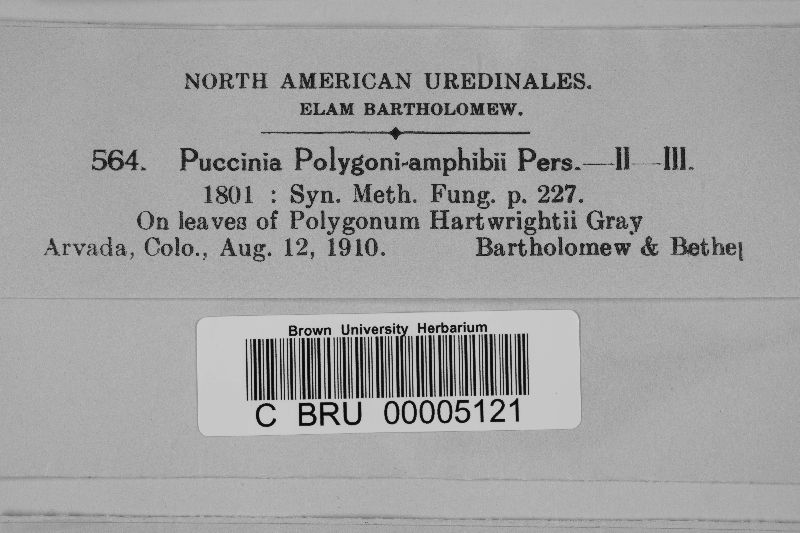 NORTH AMERICAN UREDINALES.
ELAM BARTHOLOMEW.
564. Puccinia Polygoni-amphibii Pers.—II—III.
1801 : Syn. Meth. Fung. p. 227.
On leaves of Polygonum Hartwrightii Gray
Arvada, Colo., Aug. 12, 1910. Bartholomew & Bethel
Brown University Herbarium
C BRU 00005121